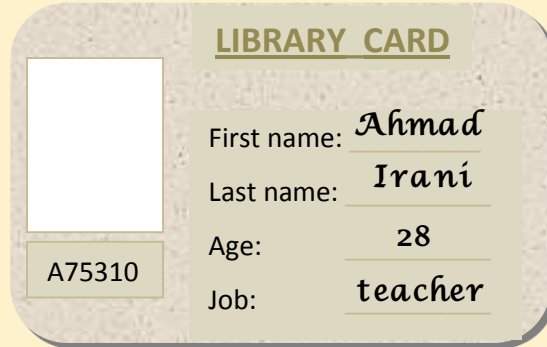 LIBRARY CARD
First name: Ahmad
Last name: Irani
Age: 28
Job: teacher
A75310